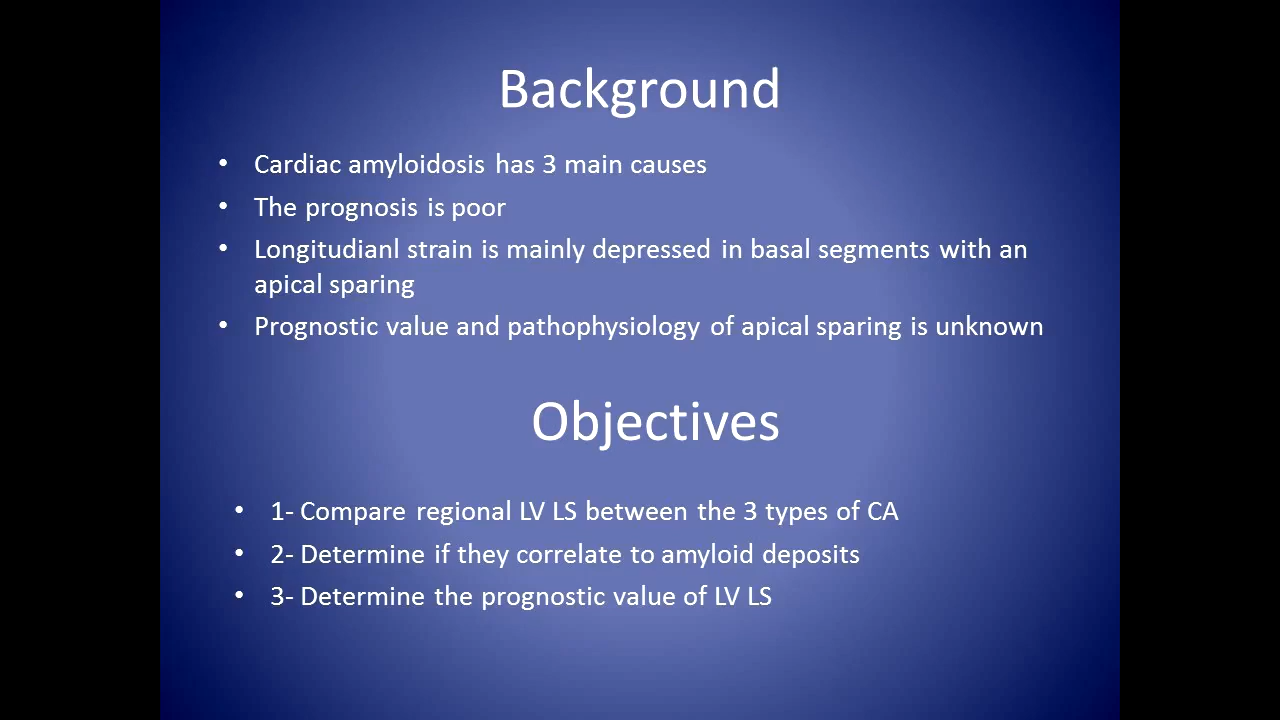 Background
• Cardiac amyloidosis has 3 main causes
• The prognosis is poor
• Longitudianl strain is mainly depressed in basal segments with an
apical sparing
• Prognostic value and pathophysiology of apical sparing is unknown
Objectives
• 1- Compare regional LV LS between the 3 types of CA
• 2- Determine if they correlate to amyloid deposits
• 3- Determine the prognostic value of LV LS